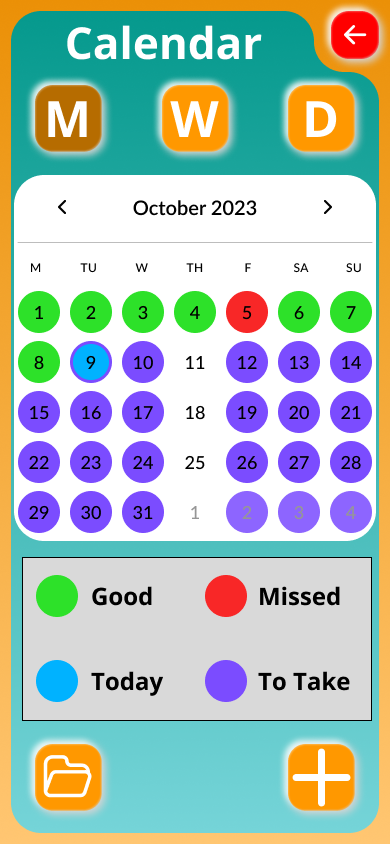 Calendar
M W D
October 2023
M TU W TH F SA SU
1 2 3 4 5 6 7
8 9 10 11 12 13 14
15 16 17 18 19 20 21
22 23 24 25 26 27 28
29 30 31 1 2 3 4
Good Missed
Today To Take